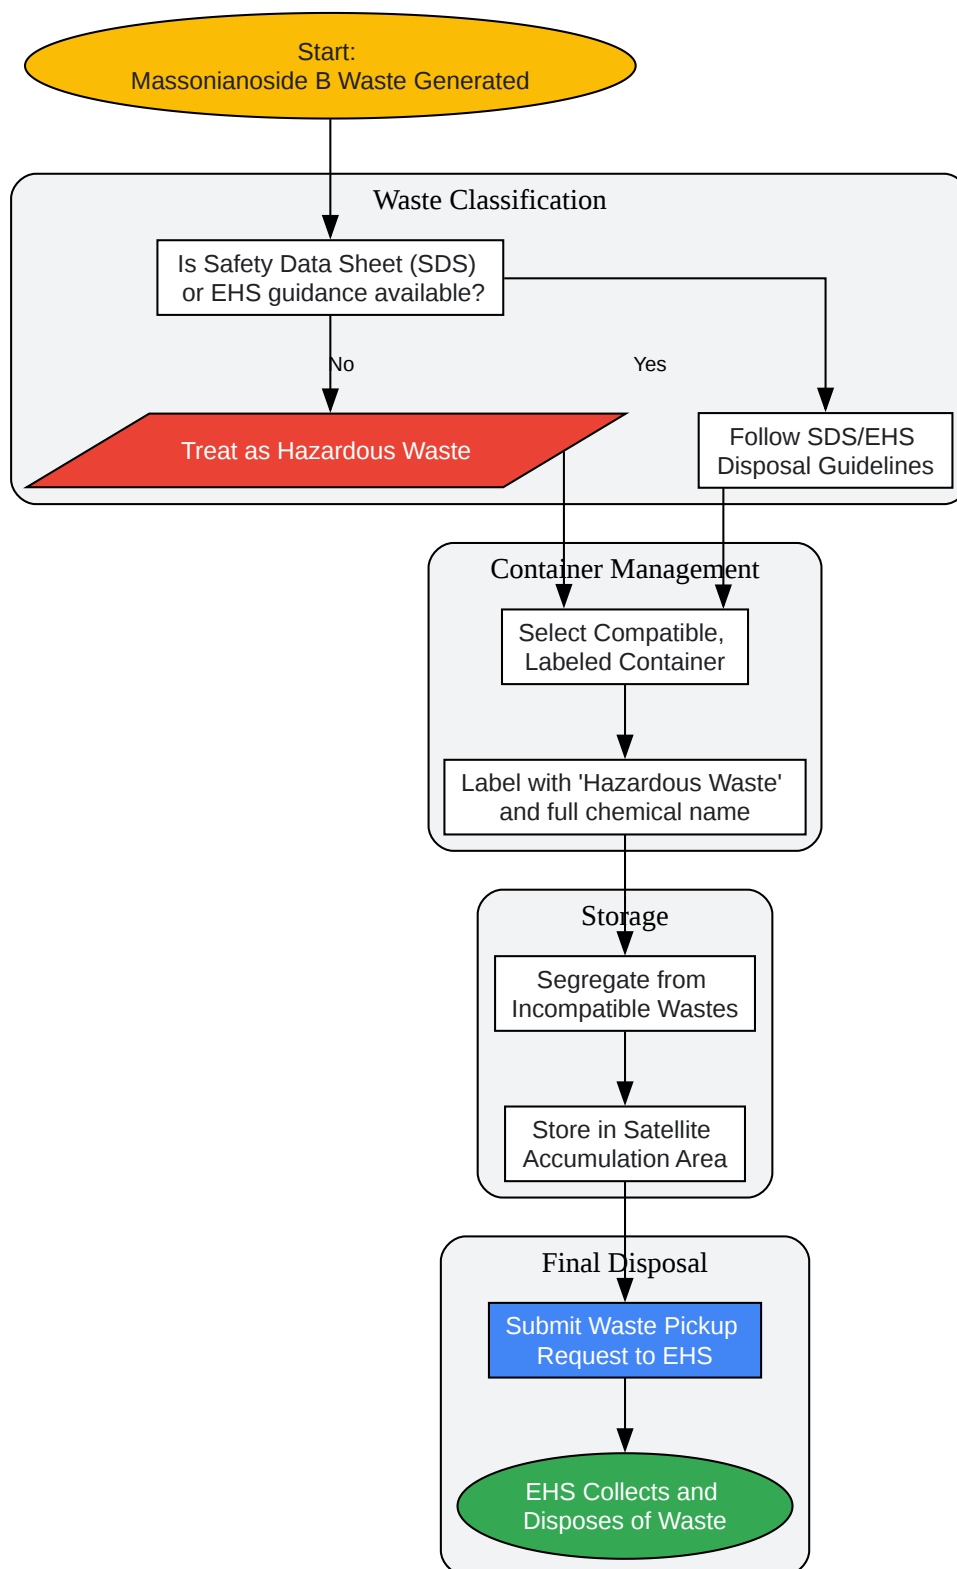 Start:
Massonianoside B Waste Generated
Waste Classification
Is Safety Data Sheet (SDS)
or EHS guidance available?
No
Yes
Treat as Hazardous Waste
Follow SDS/EHS
Disposal Guidelines
Container Management
Select Compatible,
Labeled Container
Label with 'Hazardous Waste'
and full chemical name
Storage
Segregate from
Incompatible Wastes
Store in Satellite
Accumulation Area
Final Disposal
Submit Waste Pickup
Request to EHS
EHS Collects and
Disposes of Waste